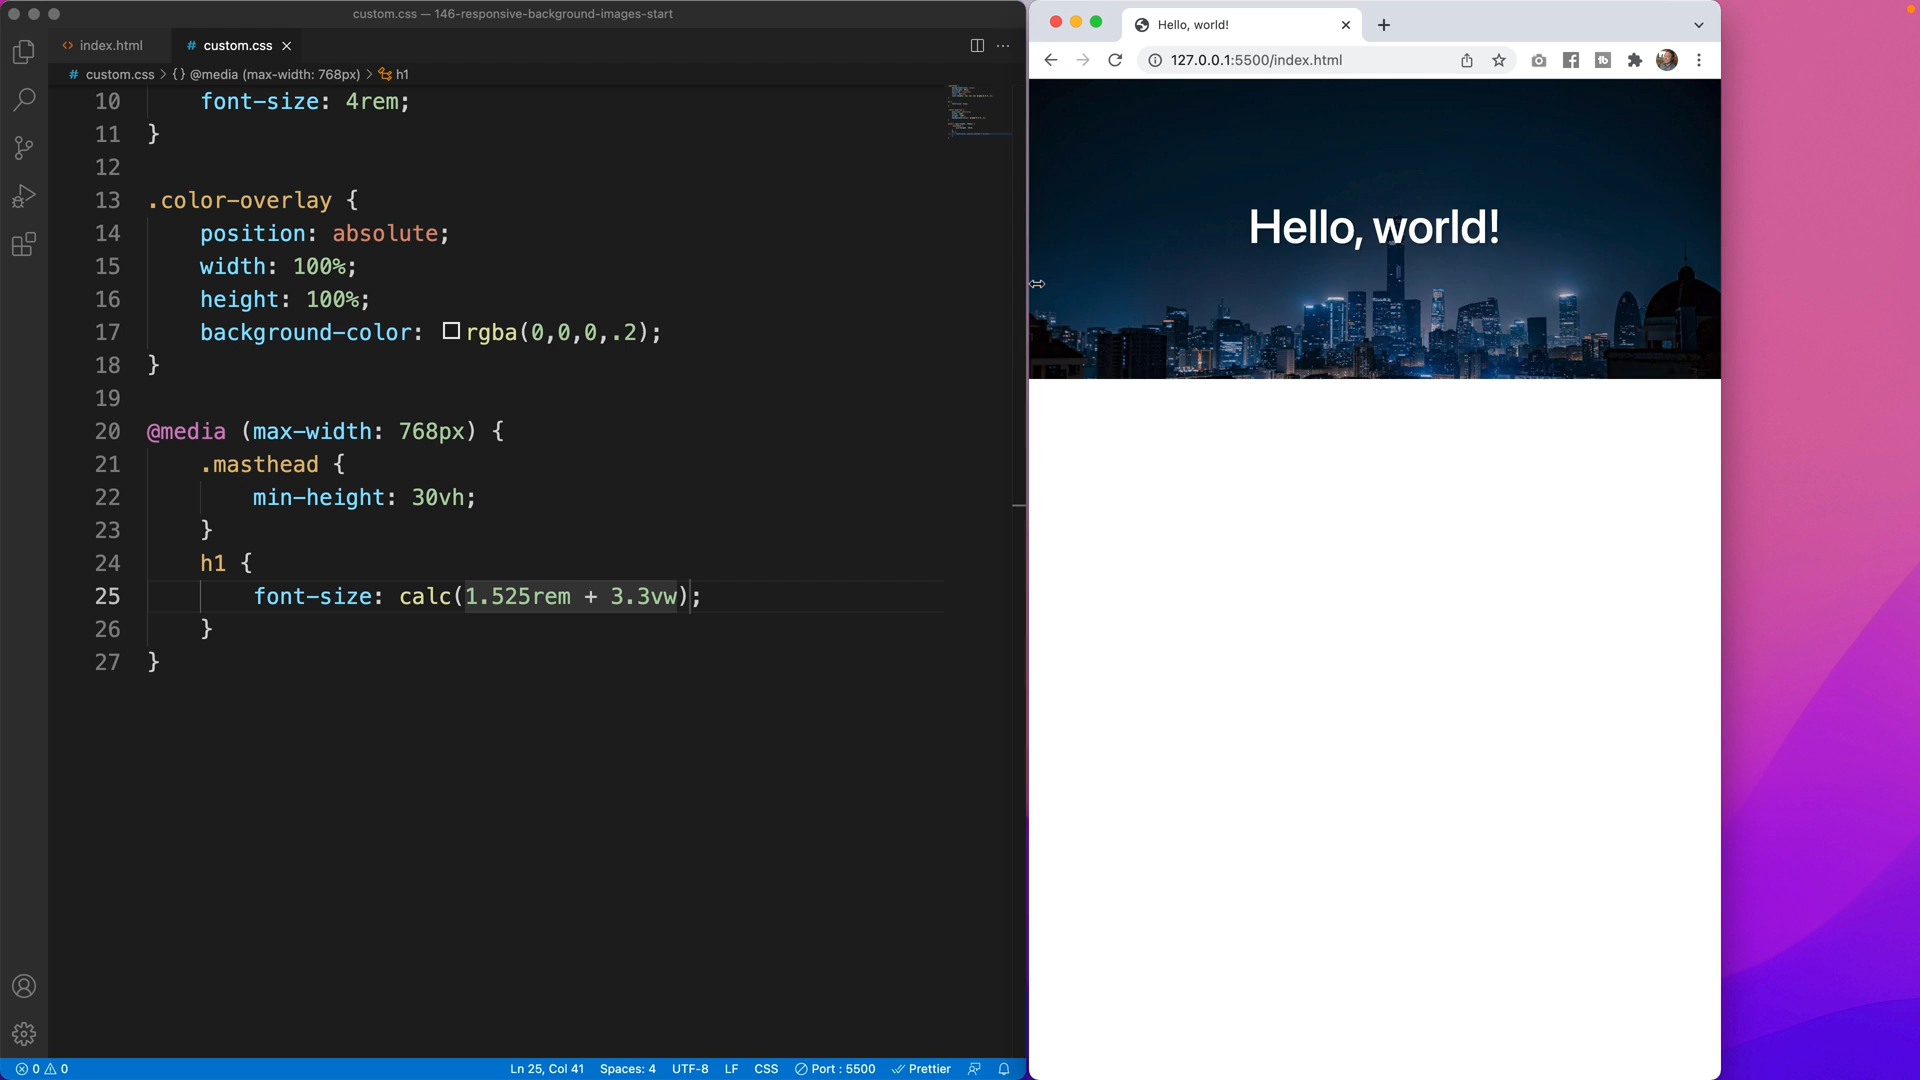 custom.css — 146-responsive-background-images-start
index.html
# custom.css
# custom.css > {} @media (max-width: 768px) > h1
10 font-size: 4rem;
11 }
12
13 .color-overlay {
14 position: absolute;
15 width: 100%;
16 height: 100%;
17 background-color: rgba(0,0,0,.2);
18 }
19
20 @media (max-width: 768px) {
21 .masthead {
22 min-height: 30vh;
23 }
24 h1 {
25 font-size: calc(1.525rem + 3.3vw);
26 }
27 }
0 0
Ln 25, Col 41
Spaces: 4
UTF-8
LF
CSS
Port : 5500
Prettier
Hello, world!
127.0.0.1:5500/index.html
Hello, world!